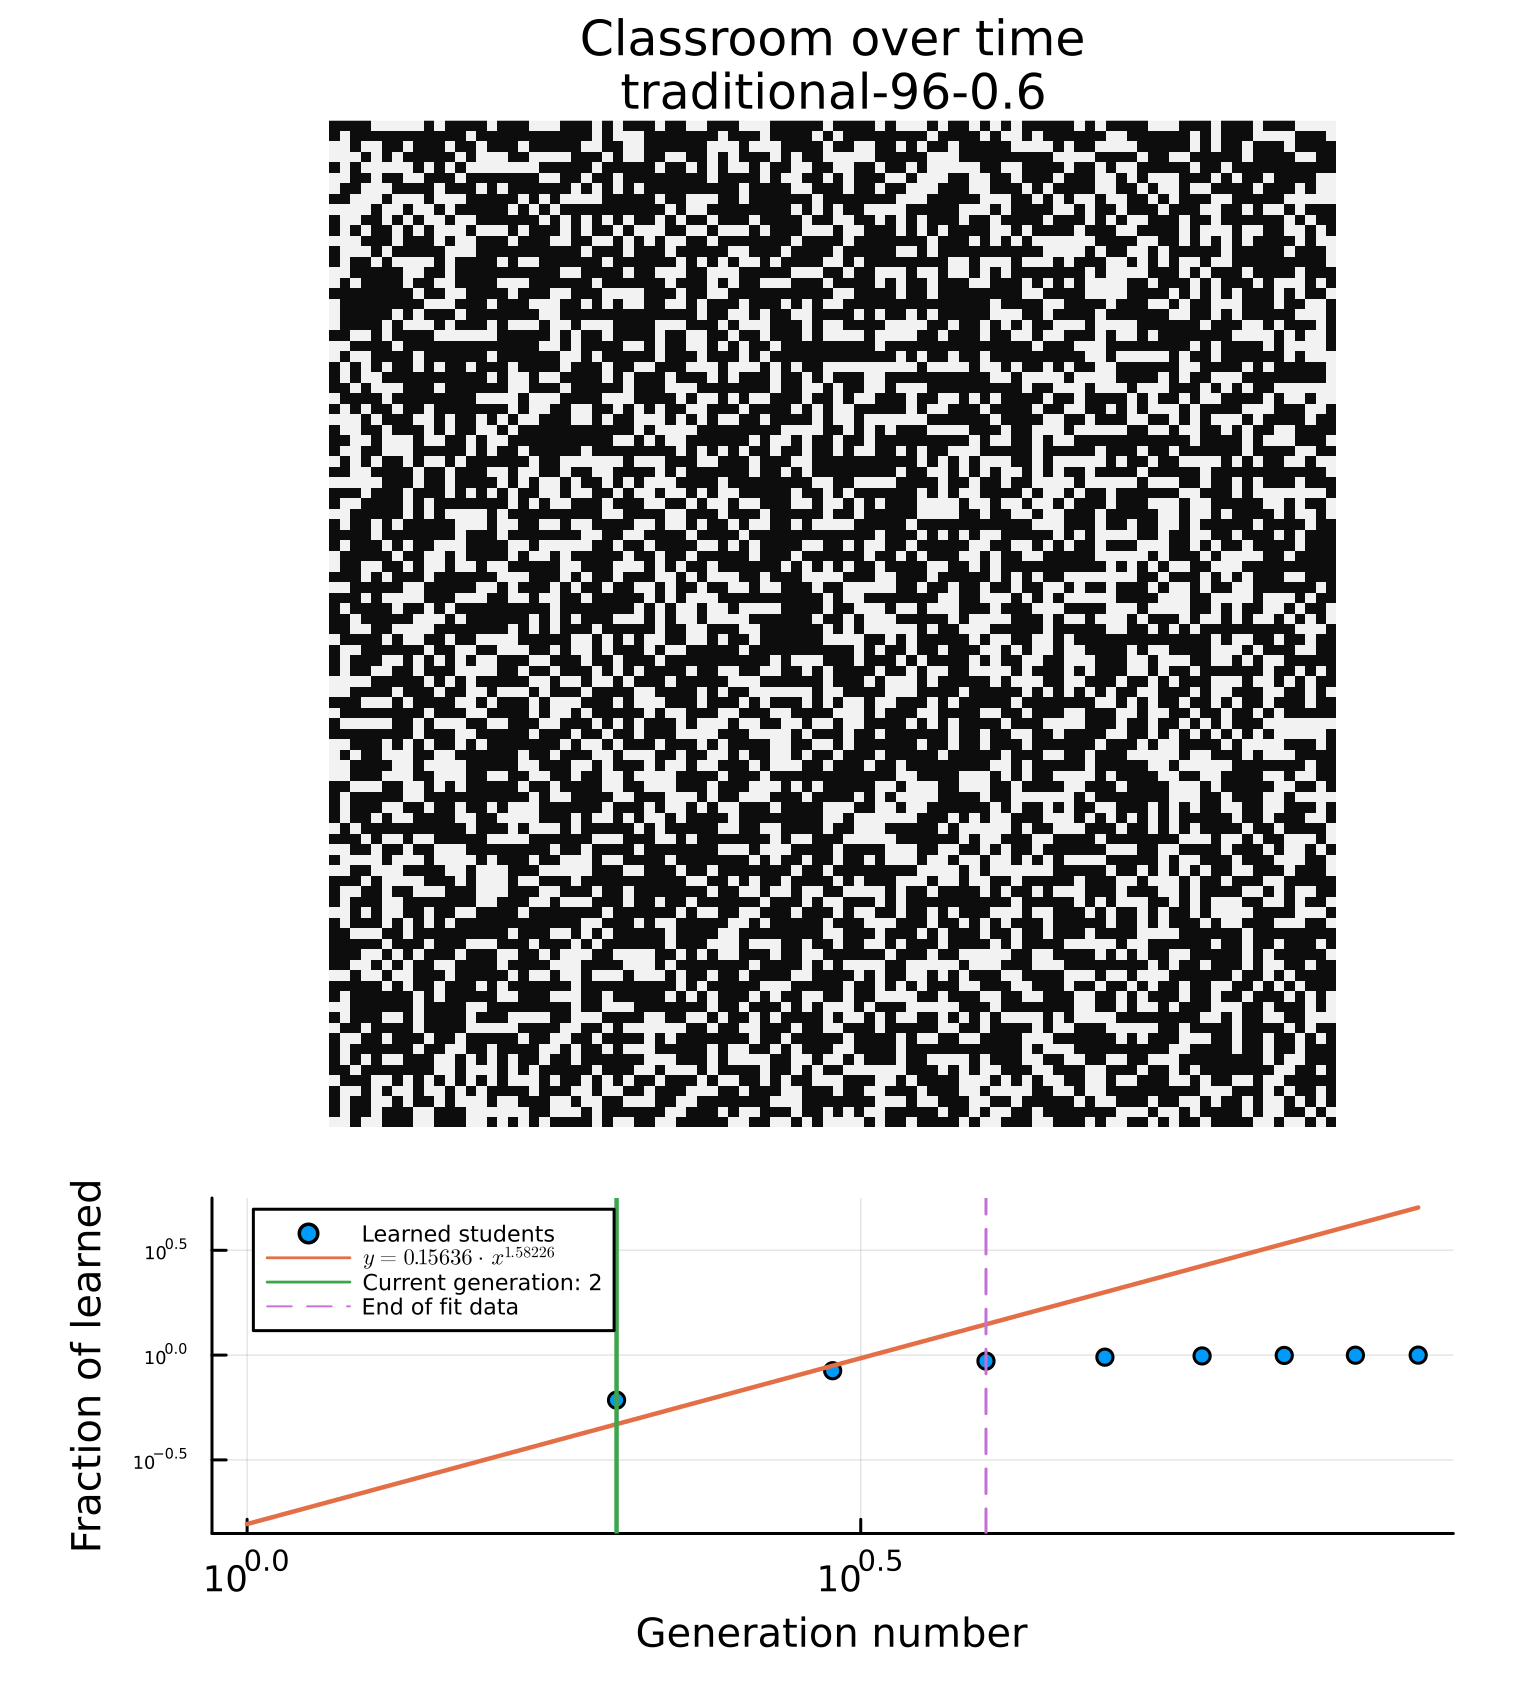 Classroom over time
traditional-96-0.6
Fraction of learned
10^0.5
10^0.0
10^−0.5
Learned students
y = 0.15636 · x^1.58226
Current generation: 2
End of fit data
10^0.0
10^0.5
Generation number